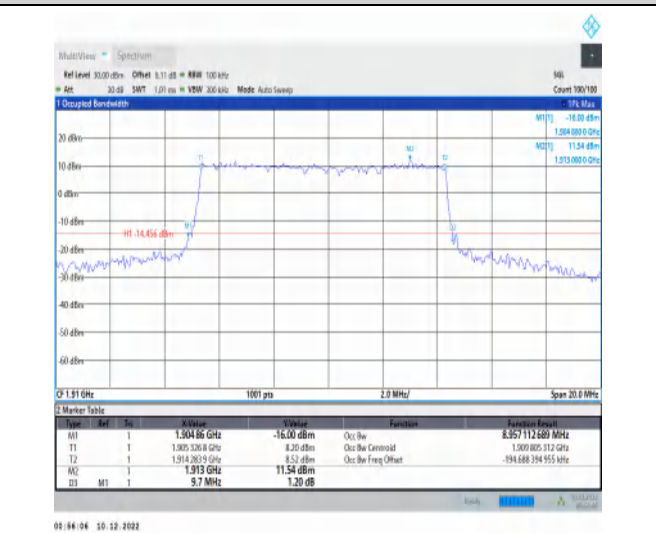 MultiView Spectrum
Ref Level 30.00 dBm Offset 8.11 dB RBW 100 kHz SGL
Att 30 dB SWT 1.01 ms VBW 300 kHz Mode Auto Sweep Count 100/100
1 Occupied Bandwidth 1Pk Max
M1[1] -16.00 dBm
1.904 860 0 GHz
20 dBm
M2[1] 11.54 dBm
1.913 000 0 GHz
M2
T1 T2
10 dBm
0 dBm
-10 dBm
M1 D3
H1 -14.456 dBm
-20 dBm
-30 dBm
-40 dBm
-50 dBm
-60 dBm
CF 1.91 GHz 1001 pts 2.0 MHz/ Span 20.0 MHz
2 Marker Table
Type Ref Trc X-Value Y-Value Function Function Result
M1 1 1.90486 GHz -16.00 dBm Occ Bw 8.957 112 689 MHz
T1 1 1.905 326 8 GHz 8.20 dBm Occ Bw Centroid 1.909 805 312 GHz
T2 1 1.914 283 9 GHz 8.52 dBm Occ Bw Freq Offset -194.688 394 955 kHz
M2 1 1.913 GHz 11.54 dBm
D3 M1 1 9.7 MHz 1.20 dB
Ready
08:56:06 10.12.2022